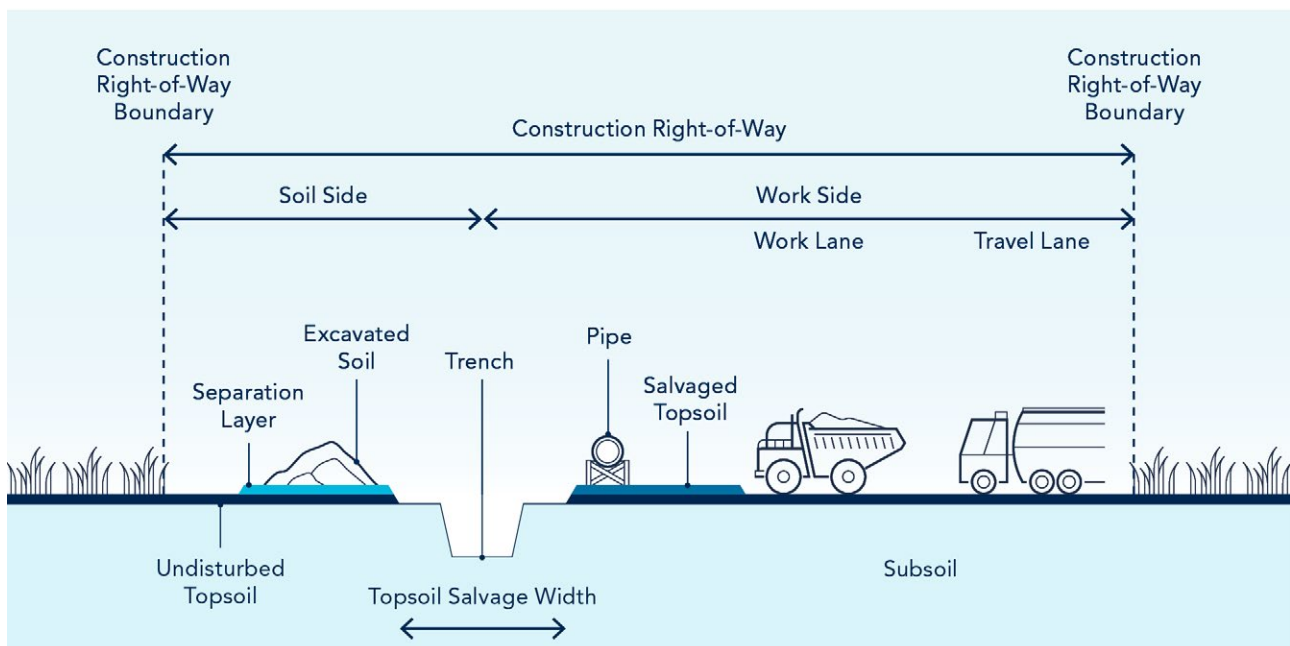 Construction
Right-of-Way
Boundary
Construction
Right-of-Way
Boundary
Construction Right-of-Way
Soil Side
Work Side
Work Lane
Travel Lane
Excavated
Soil
Trench
Pipe
Separation
Layer
Salvaged
Topsoil
Undisturbed
Topsoil
Topsoil Salvage Width
Subsoil